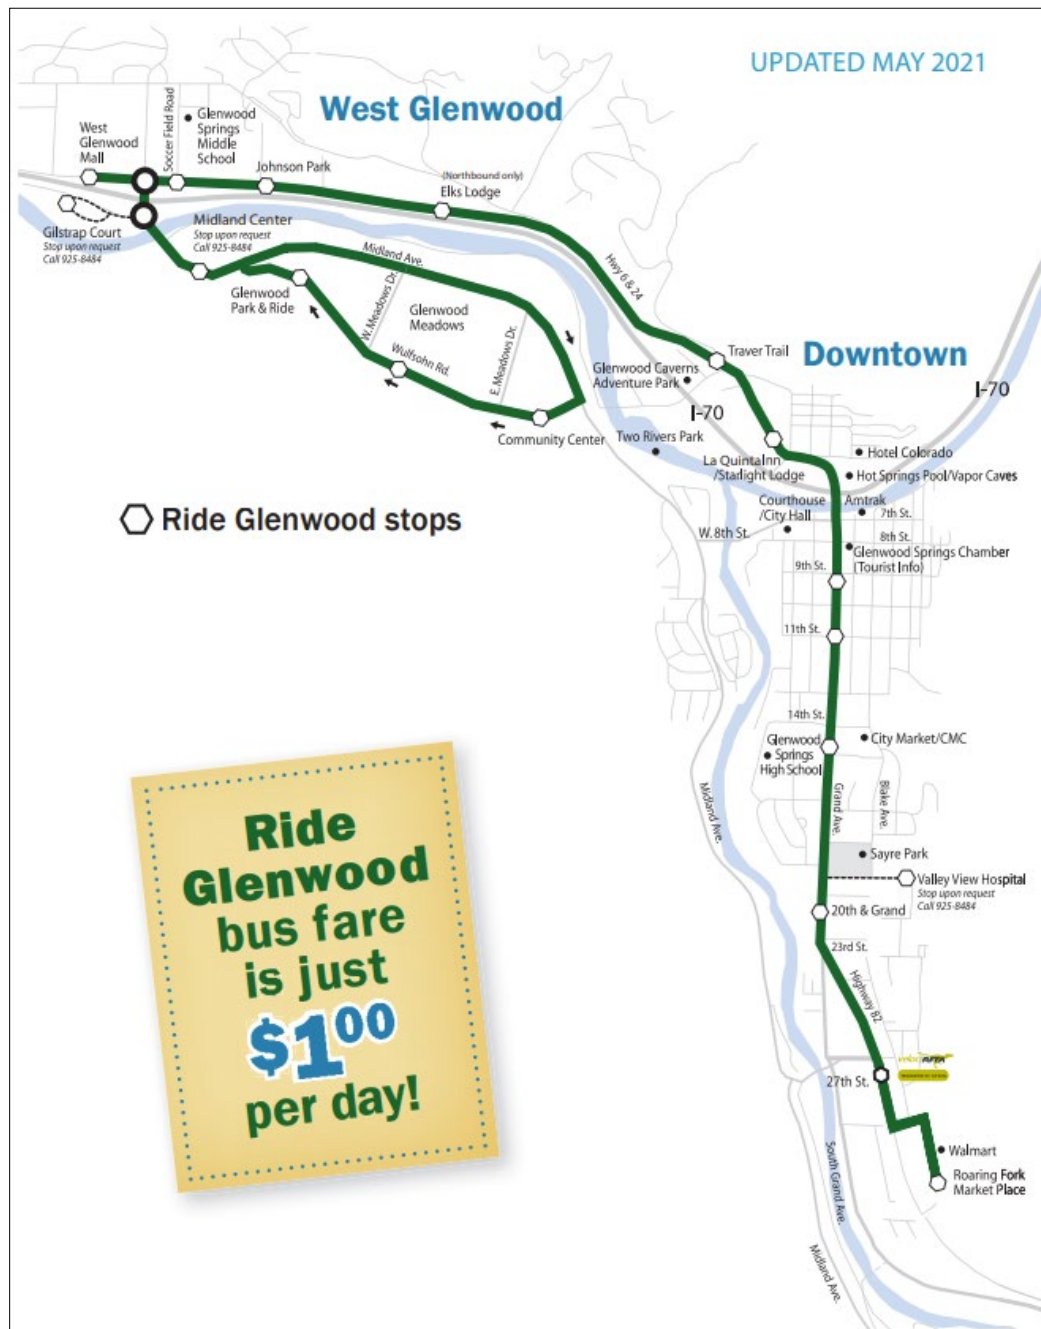 UPDATED MAY 2021
West Glenwood
West
Glenwood
Mall
Soccer Field Road
Glenwood
Springs
Middle
School
Johnson Park
(Northbound only)
Elks Lodge
Gilstrap Court
Stop upon request
Call 925-8484
Midland Center
Stop upon request
Call 925-8484
Midland Ave.
Hwy 6 & 24
Glenwood
Park & Ride
W. Meadows Dr.
Glenwood
Meadows
Wulfsohn Rd.
E. Meadows Dr.
Community Center
Traver Trail
Downtown
Glenwood Caverns
Adventure Park
I-70
I-70
Two Rivers Park
La QuintaInn
/Starlight Lodge
Hotel Colorado
Hot Springs Pool/Vapor Caves
Courthouse
/City Hall
Amtrak
7th St.
W. 8th St.
8th St.
Glenwood Springs Chamber
(Tourist Info)
9th St.
11th St.
14th St.
Glenwood
Springs
High School
City Market/CMC
Midland Ave.
Grand Ave.
Blake Ave.
Sayre Park
Valley View Hospital
Stop upon request
Call 925-8484
20th & Grand
23rd St.
Highway 82
27th St.
Walmart
Roaring Fork
Market Place
South Grand Ave.
Midland Ave.
Ride Glenwood stops
Ride
Glenwood
bus fare
is just
$100
per day!